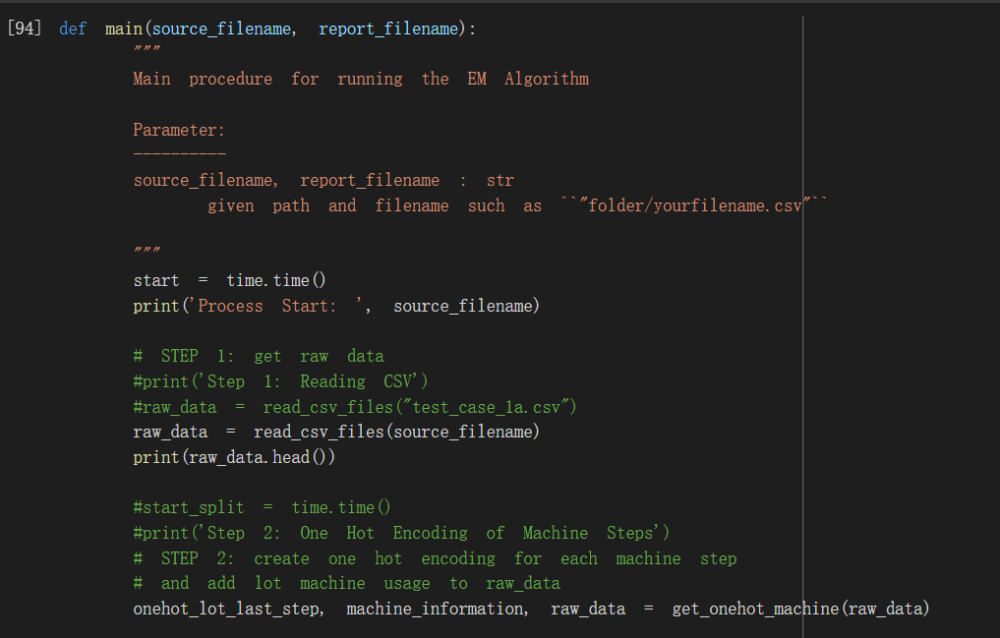 [94] def main(source_filename, report_filename):
"""
Main procedure for running the EM Algorithm
Parameter:
----------
source_filename, report_filename : str
given path and filename such as ``"folder/yourfilename.csv"``
"""
start = time.time()
print('Process Start: ', source_filename)
# STEP 1: get raw data
#print('Step 1: Reading CSV')
#raw_data = read_csv_files("test_case_1a.csv")
raw_data = read_csv_files(source_filename)
print(raw_data.head())
#start_split = time.time()
#print('Step 2: One Hot Encoding of Machine Steps')
# STEP 2: create one hot encoding for each machine step
# and add lot machine usage to raw_data
onehot_lot_last_step, machine_information, raw_data = get_onehot_machine(raw_data)